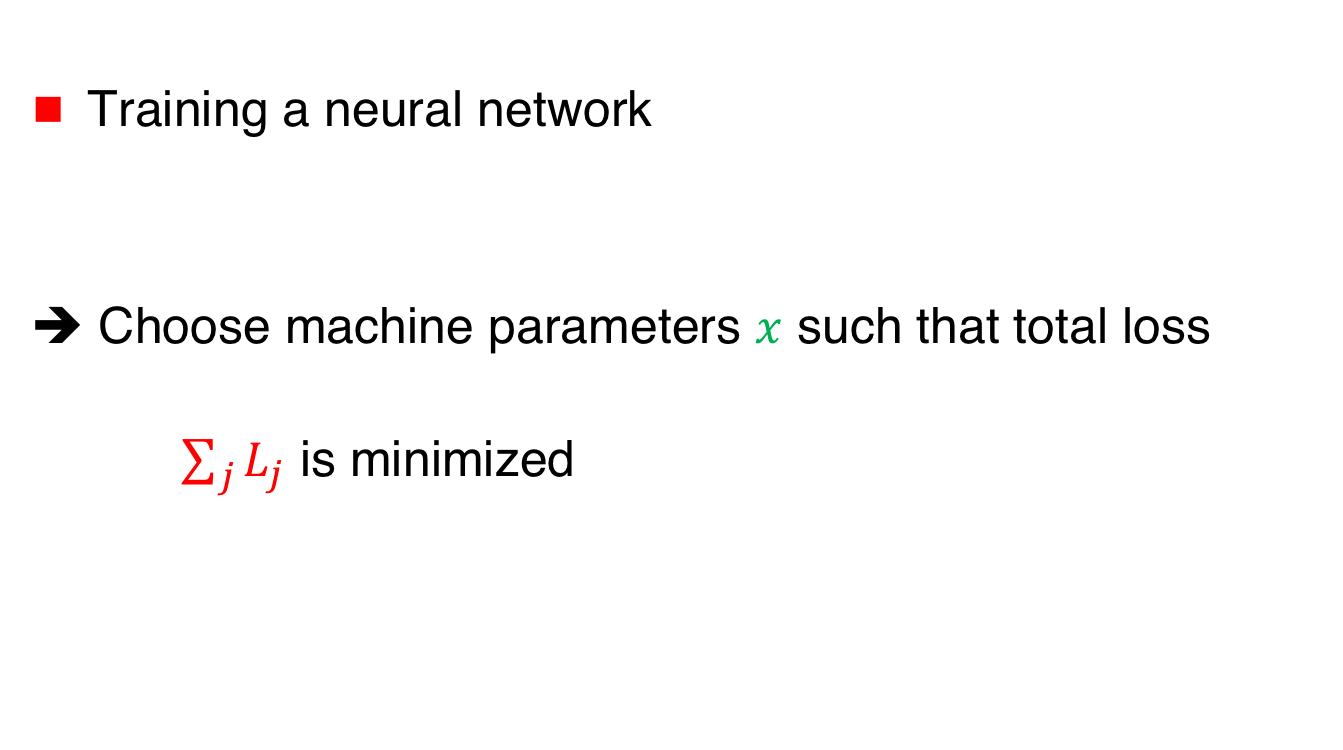 ■ Training a neural network
➔ Choose machine parameters 𝑥 such that total loss
∑𝑗 𝐿𝑗 is minimized